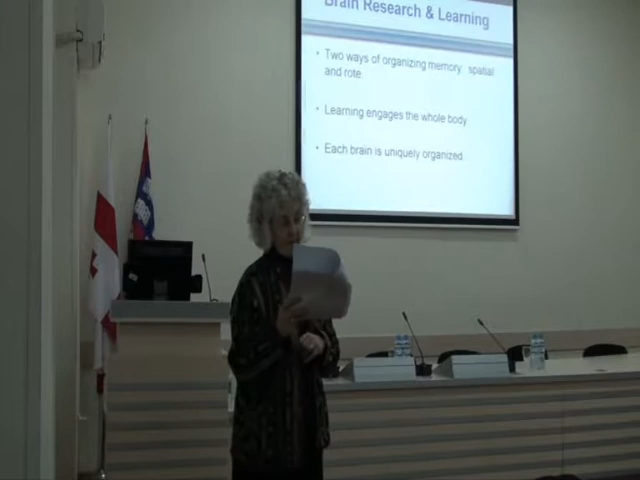 Brain Research & Learning
• Two ways of organizing memory: spatial
and rote.
• Learning engages the whole body.
• Each brain is uniquely organized.